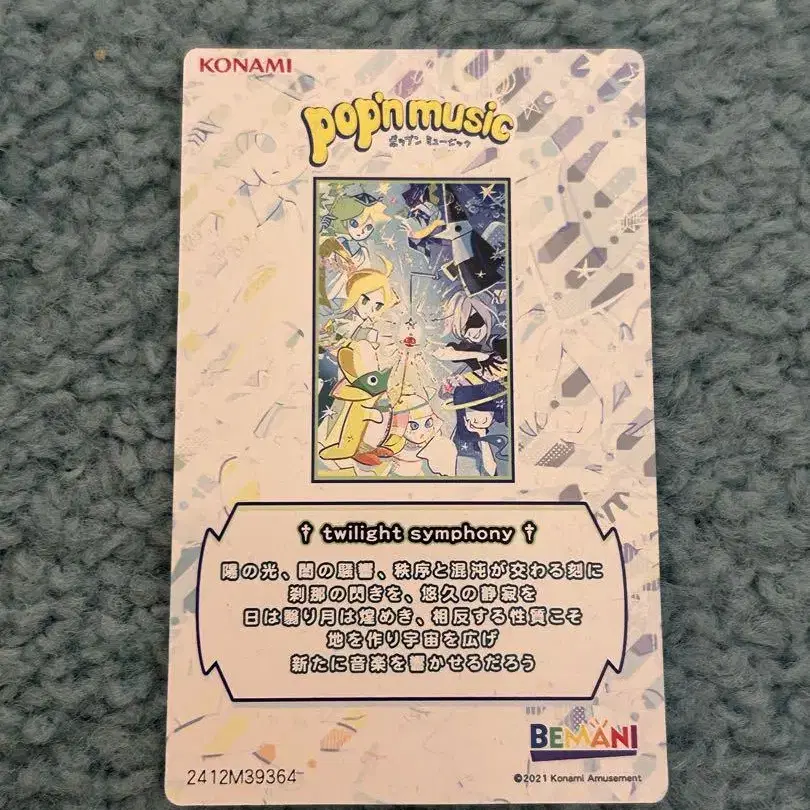 KONAMI
pop'n music
ポップン ミュージック
† twilight symphony †
陽の光、闇の騒響、秩序と混沌が交わる刻に
刹那の閃きを、悠久の静寂を
日は翳り月は煌めき、相反する性質こそ
地を作り宇宙を広げ
新たに音楽を響かせるだろう
BEMANI
2412M39364
©2021 Konami Amusement